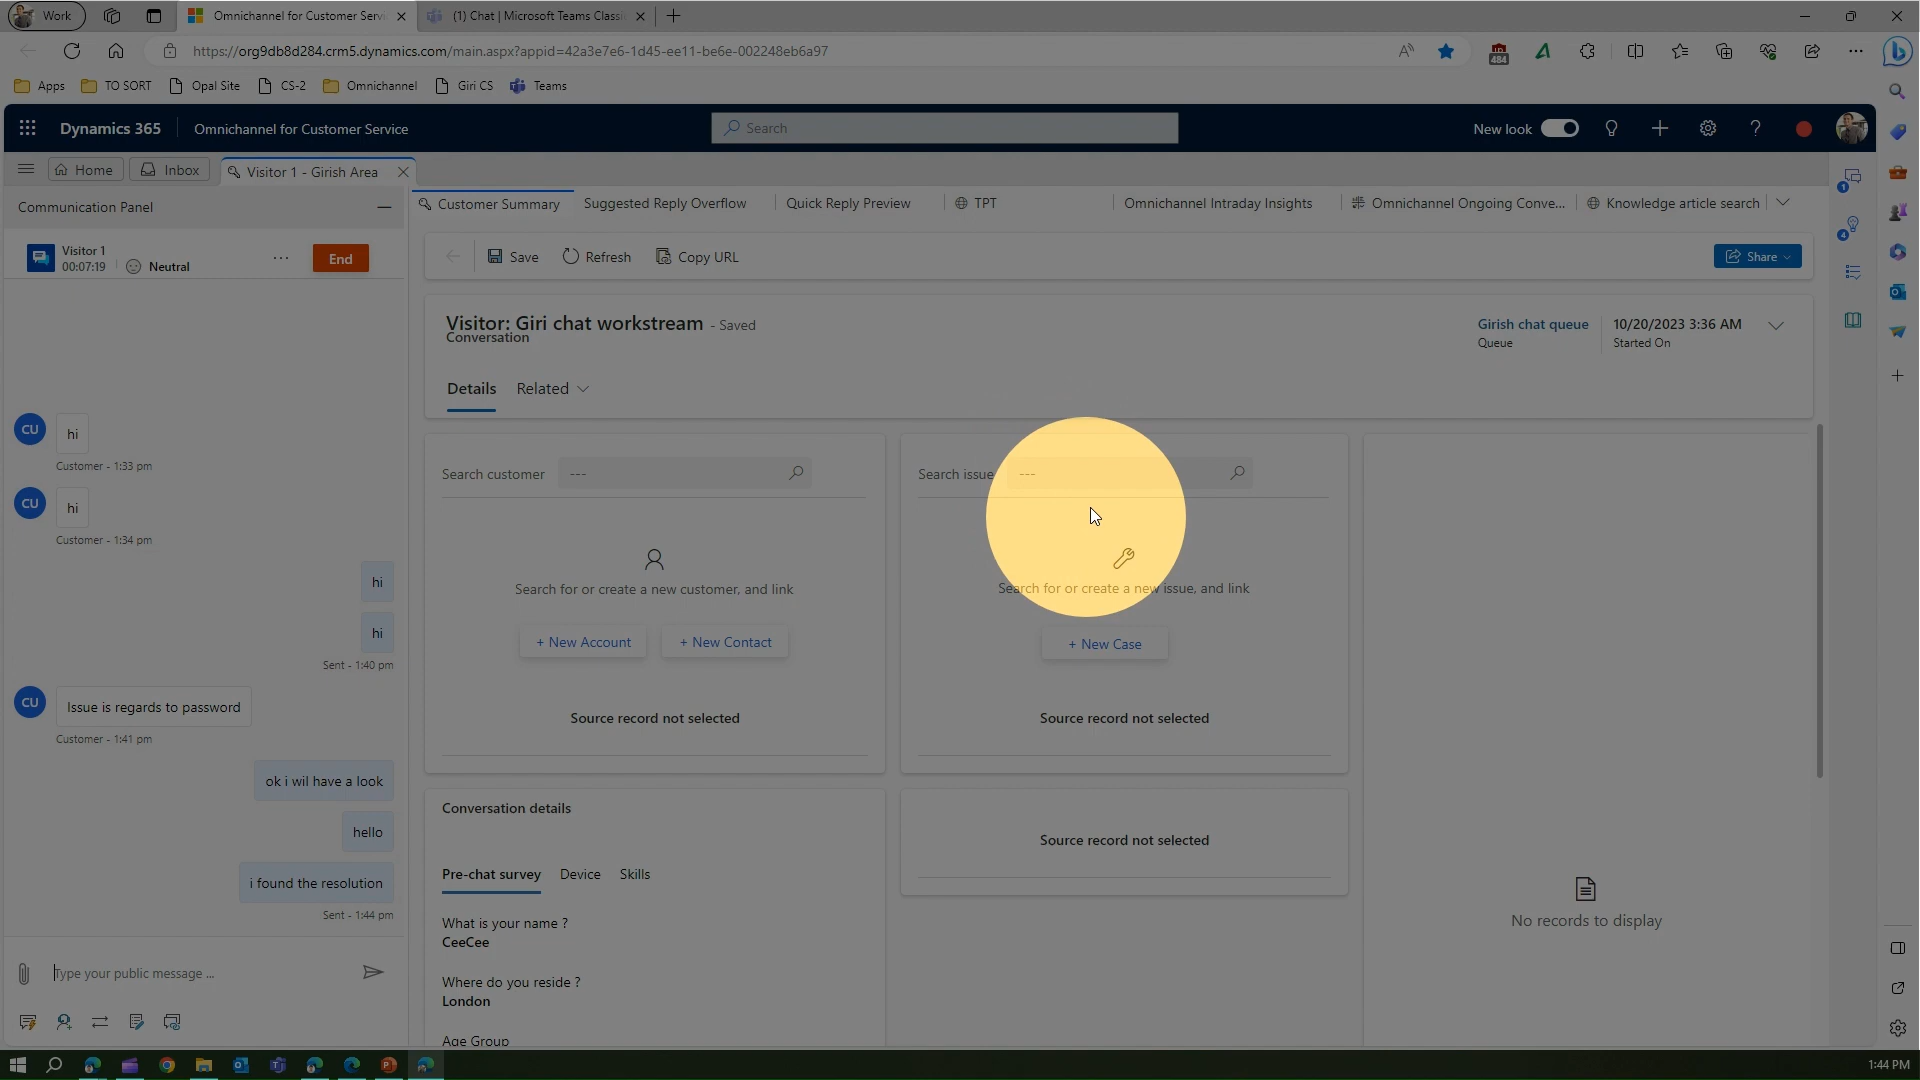 Work
Omnichannel for Customer Servi
(1) Chat | Microsoft Teams Classi
https://org9db8d284.crm5.dynamics.com/main.aspx?appid=42a3e7e6-1d45-ee11-be6e-002248eb6a97
484
Apps
TO SORT
Opal Site
CS-2
Omnichannel
Giri CS
Teams
Dynamics 365
Omnichannel for Customer Service
Search
New look
Home
Inbox
Visitor 1 - Girish Area
Communication Panel
Customer Summary
Suggested Reply Overflow
Quick Reply Preview
TPT
Omnichannel Intraday Insights
Omnichannel Ongoing Conve...
Knowledge article search
1
4
Visitor 1
00:07:19
Neutral
End
Save
Refresh
Copy URL
Share
Visitor: Giri chat workstream - Saved
Conversation
Girish chat queue
Queue
10/20/2023 3:36 AM
Started On
Details
Related
CU
hi
Customer - 1:33 pm
CU
hi
Customer - 1:34 pm
hi
hi
Sent - 1:40 pm
CU
Issue is regards to password
Customer - 1:41 pm
ok i wil have a look
hello
i found the resolution
Sent - 1:44 pm
Type your public message ...
Search customer
---
Search for or create a new customer, and link
+ New Account
+ New Contact
Source record not selected
Search issue
---
Search for or create a new issue, and link
+ New Case
Source record not selected
Conversation details
Pre-chat survey
Device
Skills
What is your name ?
CeeCee
Where do you reside ?
London
Age Group
Source record not selected
No records to display
1:44 PM